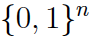 {0, 1}ⁿ